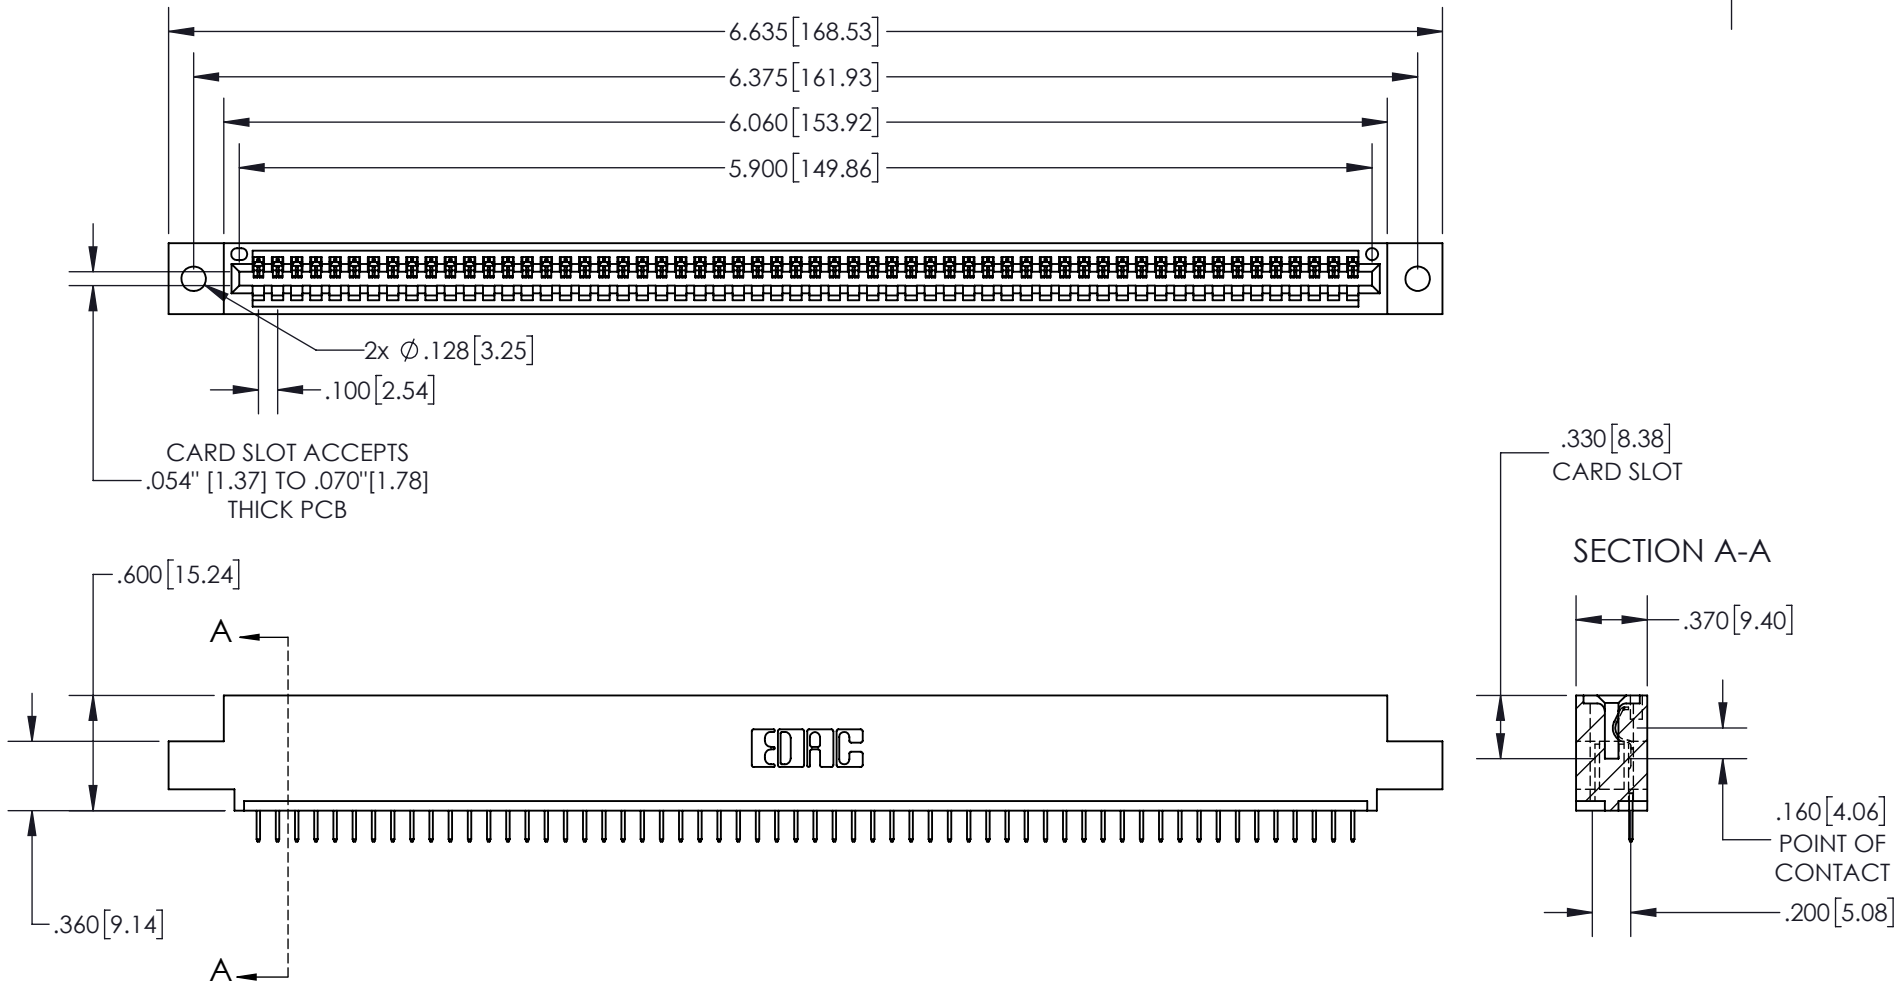 6.635[168.53]
6.375[161.93]
6.060[153.92]
5.900[149.86]
2x Ø.128[3.25]
.100[2.54]
CARD SLOT ACCEPTS
.054" [1.37] TO .070"[1.78]
THICK PCB
.330[8.38]
CARD SLOT
SECTION A-A
.600[15.24]
.370[9.40]
A
EDAC
.160[4.06]
POINT OF
CONTACT
.200[5.08]
.360[9.14]
A